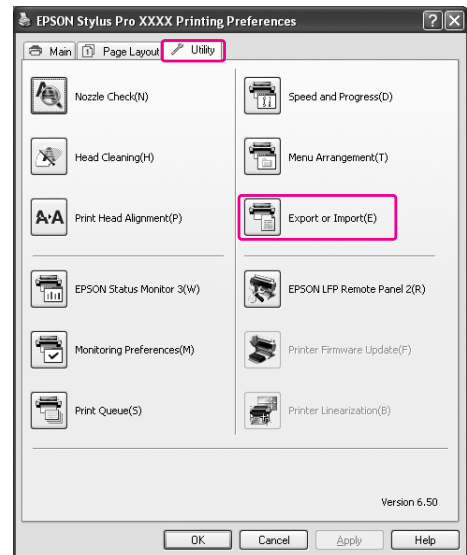 EPSON Stylus Pro XXXX Printing Preferences
Main Page Layout Utility
Nozzle Check(N)
Speed and Progress(D)
Head Cleaning(H)
Menu Arrangement(T)
Print Head Alignment(P)
Export or Import(E)
EPSON Status Monitor 3(W)
EPSON LFP Remote Panel 2(R)
Monitoring Preferences(M)
Printer Firmware Update(F)
Print Queue(S)
Printer Linearization(B)
Version 6.50
OK Cancel Apply Help